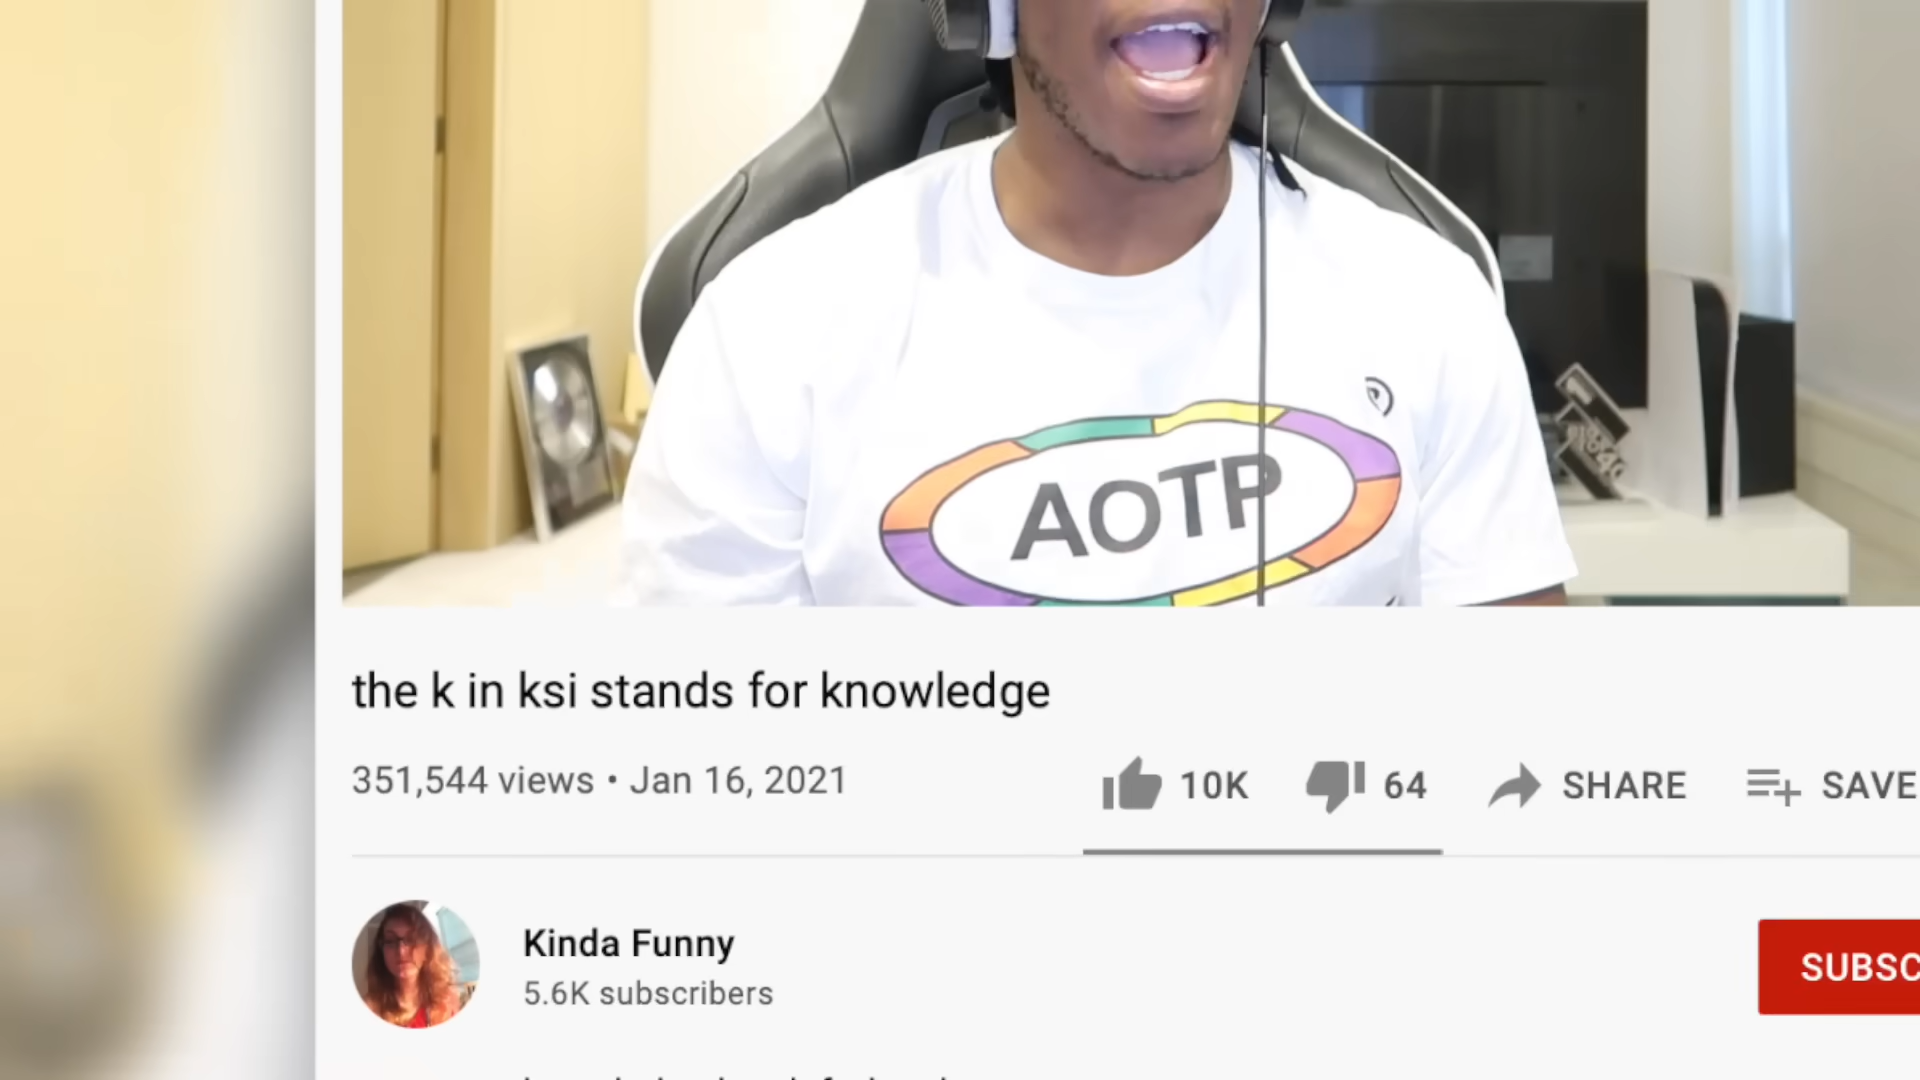 AOTP
the k in ksi stands for knowledge
351,544 views • Jan 16, 2021
10K 64 SHARE SAVE
Kinda Funny
5.6K subscribers
SUBSC